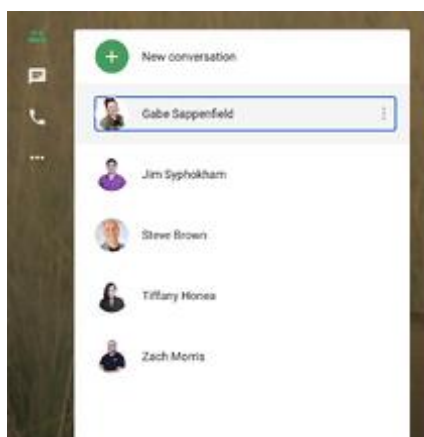 New conversation
Gabe Sappenfield
Jim Syphokham
Steve Brown
Tiffany Honea
Zach Morris